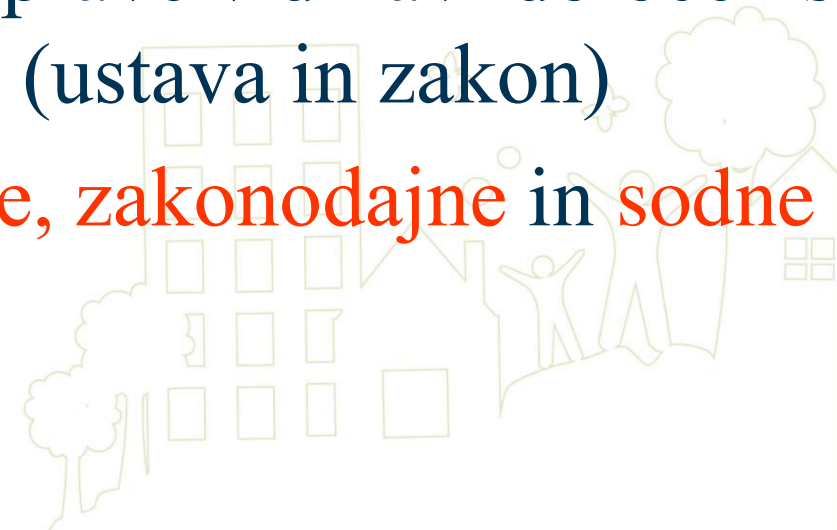 (ustava in zakon)
e, zakonodajne in sodne